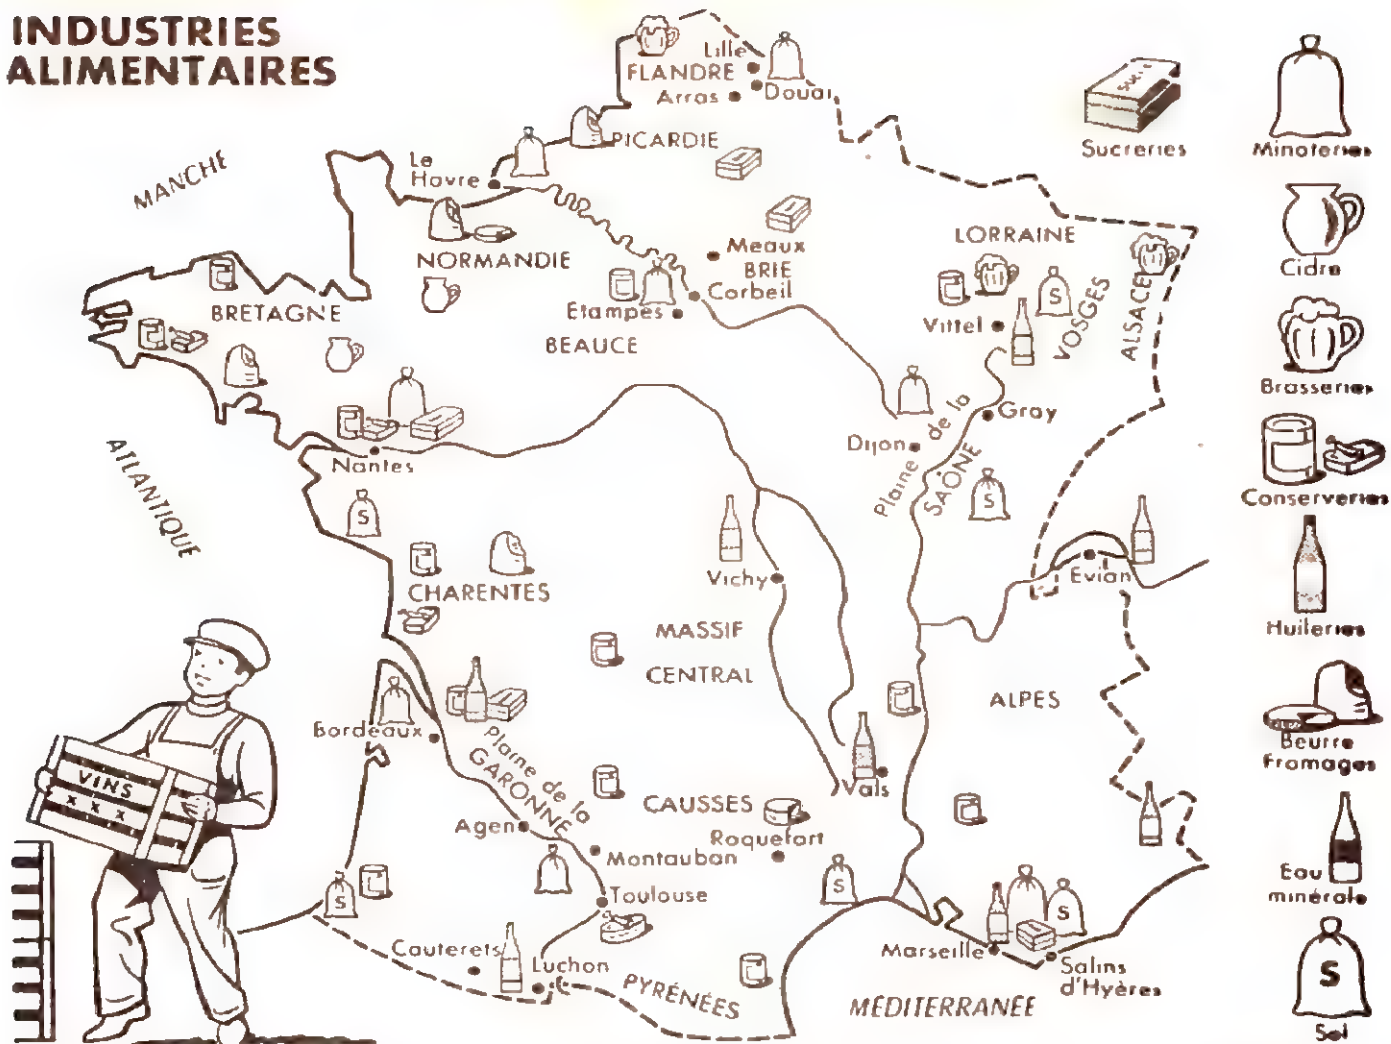 INDUSTRIES
ALIMENTAIRES
MANCHE
ATLANTIQUE
Lille
FLANDRE
Arras
Douai
PICARDIE
Le
Havre
NORMANDIE
Meaux
BRIE
Corbeil
Etampes
BEAUCE
BRETAGNE
LORRAINE
Vittel
VOSGES
ALSACE
Gray
Dijon
Plaine de la
SAÔNE
Nantes
S
S
S
Vichy
Evian
CHARENTES
MASSIF
CENTRAL
ALPES
Bordeaux
Plaine de la
GARONNE
Vals
CAUSSES
Roquefort
Agen
Montauban
Toulouse
S
S
S
Cauterets
Luchon
PYRÉNÉES
Marseille
Salins
d'Hyères
MÉDITERRANÉE
VINS
x x x
SUCRE
Sucreries
Minoteries
Cidre
Brasseries
Conserveries
Huileries
Beurre
Fromages
Eau
minérale
S
Sel